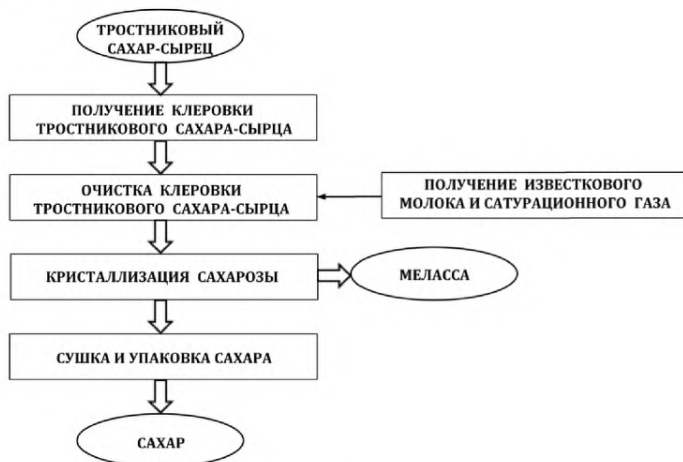 ТРОСТНИКОВЫЙ
САХАР-СЫРЕЦ
ПОЛУЧЕНИЕ КЛЕРОВКИ
ТРОСТНИКОВОГО САХАРА-СЫРЦА
ОЧИСТКА КЛЕРОВКИ
ТРОСТНИКОВОГО САХАРА-СЫРЦА
ПОЛУЧЕНИЕ ИЗВЕСТКОВОГО
МОЛОКА И САТУРАЦИОННОГО ГАЗА
КРИСТАЛЛИЗАЦИЯ САХАРОЗЫ
МЕЛАССА
СУШКА И УПАКОВКА САХАРА
САХАР